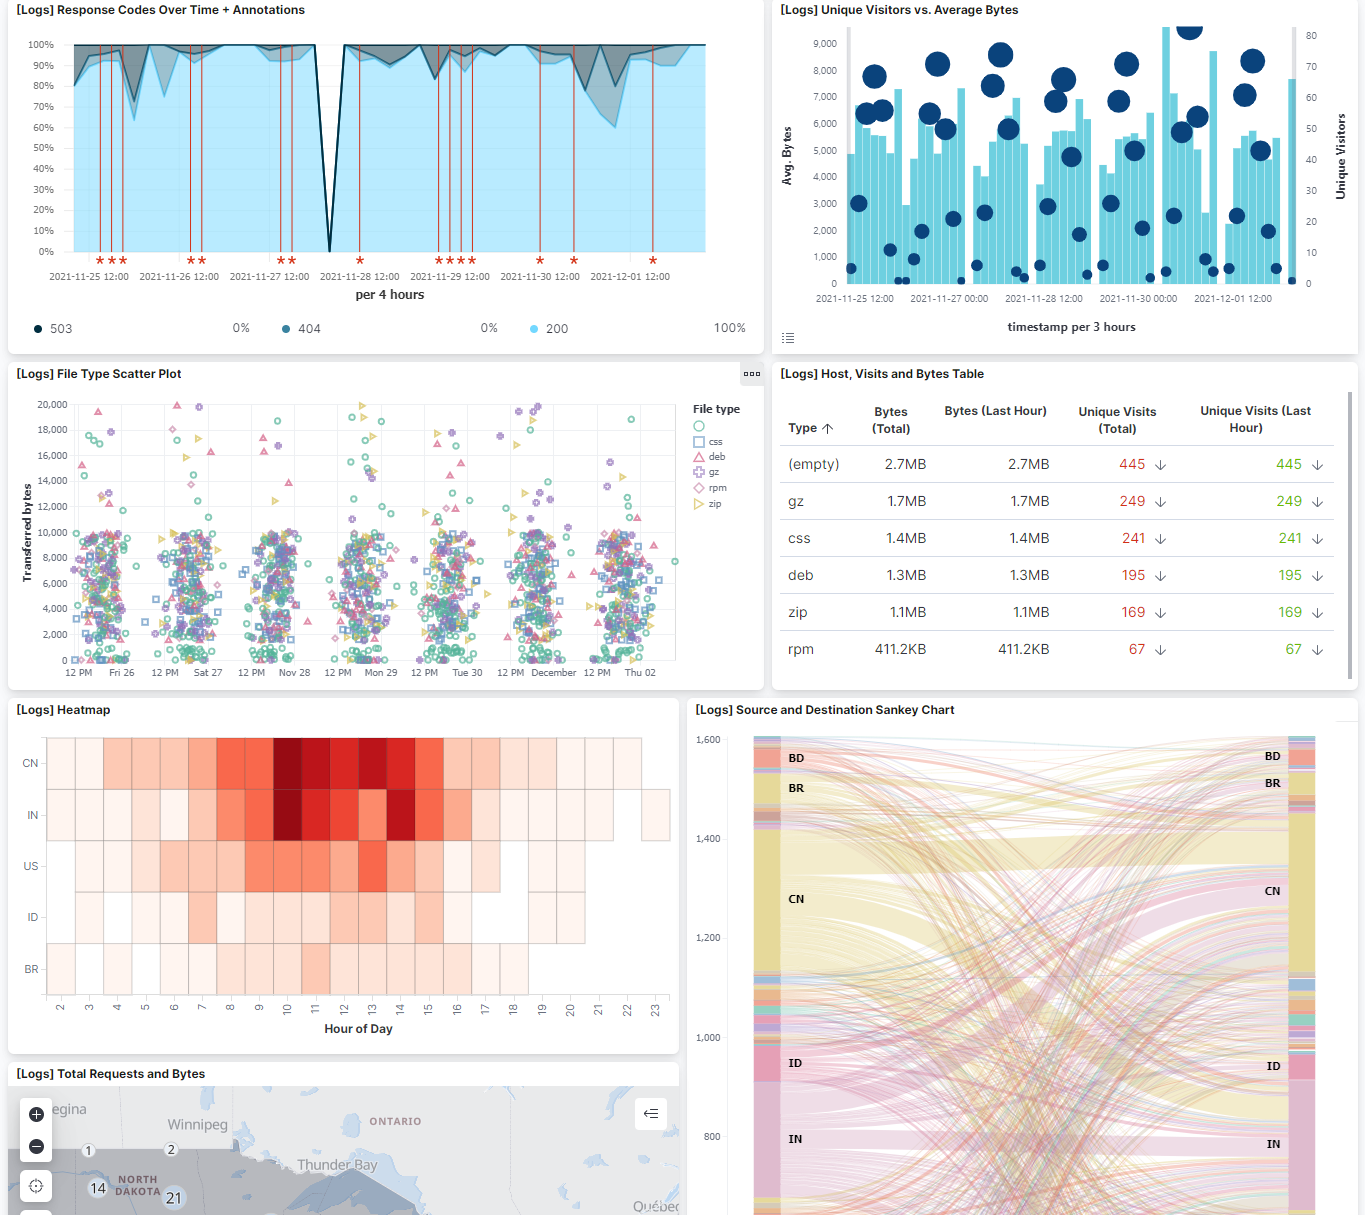 [Logs] Response Codes Over Time + Annotations
100%
90%
80%
70%
60%
50%
40%
30%
20%
10%
0%
2021-11-25 12:00 2021-11-26 12:00 2021-11-27 12:00 2021-11-28 12:00 2021-11-29 12:00 2021-11-30 12:00 2021-12-01 12:00
per 4 hours
503 0% 404 0% 200 100%
[Logs] Unique Visitors vs. Average Bytes
Avg. Bytes
9,000
8,000
7,000
6,000
5,000
4,000
3,000
2,000
1,000
0
80
70
60
50
40
30
20
10
0
Unique Visitors
2021-11-25 12:00 2021-11-27 00:00 2021-11-28 12:00 2021-11-30 00:00 2021-12-01 12:00
timestamp per 3 hours
[Logs] File Type Scatter Plot
Transferred bytes
20,000
18,000
16,000
14,000
12,000
10,000
8,000
6,000
4,000
2,000
0
12 PM Fri 26 12 PM Sat 27 12 PM Nov 28 12 PM Mon 29 12 PM Tue 30 12 PM December 12 PM Thu 02
File type
css
deb
gz
rpm
zip
[Logs] Host, Visits and Bytes Table
Type Bytes (Total) Bytes (Last Hour) Unique Visits (Total) Unique Visits (Last Hour)
(empty) 2.7MB 2.7MB 445 445
gz 1.7MB 1.7MB 249 249
css 1.4MB 1.4MB 241 241
deb 1.3MB 1.3MB 195 195
zip 1.1MB 1.1MB 169 169
rpm 411.2KB 411.2KB 67 67
[Logs] Heatmap
CN
IN
US
ID
BR
2 3 4 5 6 7 8 9 10 11 12 13 14 15 16 17 18 19 20 21 22 23
Hour of Day
[Logs] Source and Destination Sankey Chart
1,600
1,400
1,200
1,000
800
BD
BR
CN
ID
IN
BD
BR
CN
ID
IN
[Logs] Total Requests and Bytes
egina
Winnipeg
ONTARIO
1
2
Thunder Bay
14
NORTH
DAKOTA
21
Québec